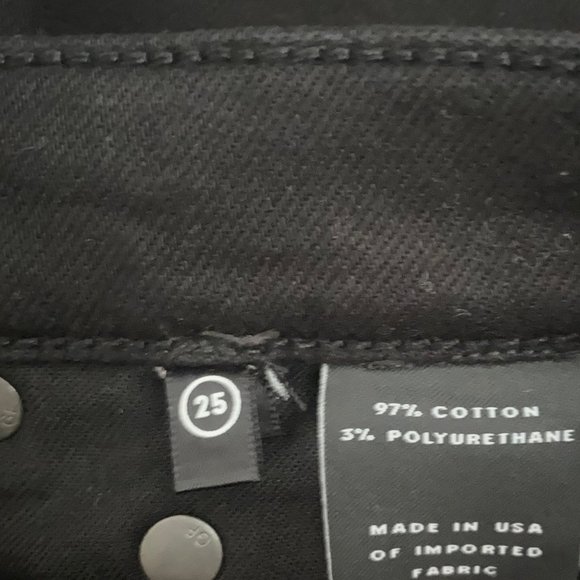 25
97% COTTON
3% POLYURETHANE
MADE IN USA
OF IMPORTED
FABRIC